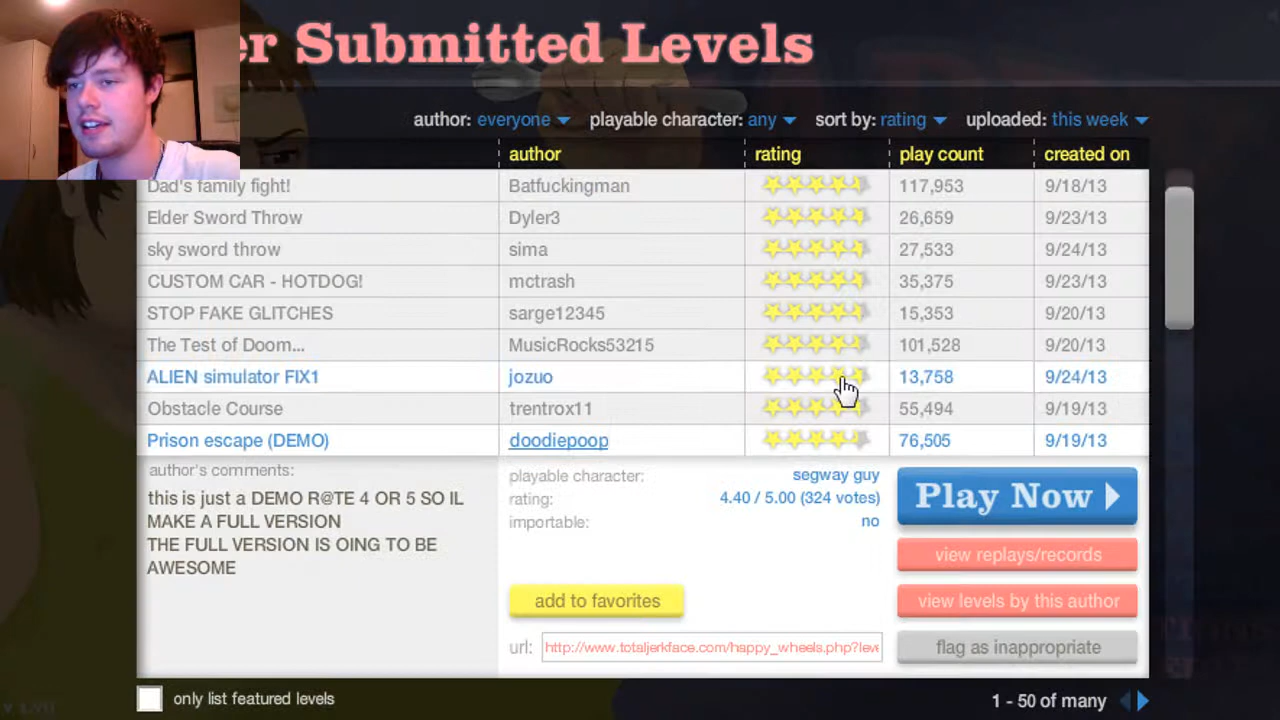 er Submitted Levels
author: everyone playable character: any sort by: rating uploaded: this week
author rating play count created on
Dad's family fight! Batfuckingman 117,953 9/18/13
Elder Sword Throw Dyler3 26,659 9/23/13
sky sword throw sima 27,533 9/24/13
CUSTOM CAR - HOTDOG! mctrash 35,375 9/23/13
STOP FAKE GLITCHES sarge12345 15,353 9/20/13
The Test of Doom... MusicRocks53215 101,528 9/20/13
ALIEN simulator FIX1 jozuo 13,758 9/24/13
Obstacle Course trentrox11 55,494 9/19/13
Prison escape (DEMO) doodiepoop 76,505 9/19/13
author's comments:
this is just a DEMO R@TE 4 OR 5 SO IL
MAKE A FULL VERSION
THE FULL VERSION IS OING TO BE
AWESOME
playable character: segway guy
rating: 4.40 / 5.00 (324 votes)
importable: no
add to favorites
url: http://www.totaljerkface.com/happy_wheels.php?leve
Play Now
view replays/records
view levels by this author
flag as inappropriate
only list featured levels
1 - 50 of many